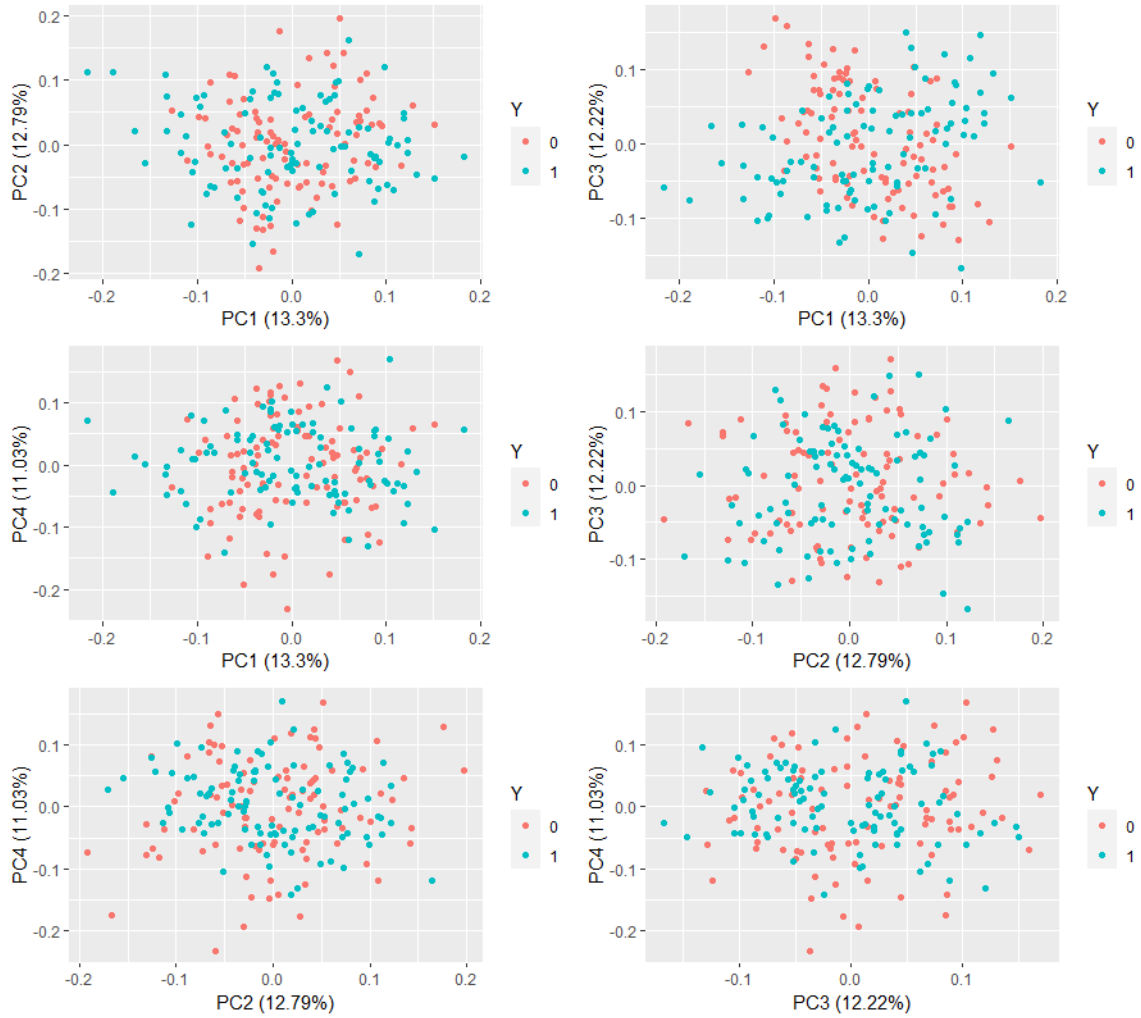 0.2
0.1
0.0
-0.1
-0.2
PC2 (12.79%)
-0.2 -0.1 0.0 0.1 0.2
PC1 (13.3%)
Y
0
1
0.1
0.0
-0.1
PC3 (12.22%)
-0.2 -0.1 0.0 0.1 0.2
PC1 (13.3%)
Y
0
1
0.1
0.0
-0.1
-0.2
PC4 (11.03%)
-0.2 -0.1 0.0 0.1 0.2
PC1 (13.3%)
Y
0
1
0.1
0.0
-0.1
PC3 (12.22%)
-0.2 -0.1 0.0 0.1 0.2
PC2 (12.79%)
Y
0
1
0.1
0.0
-0.1
-0.2
PC4 (11.03%)
-0.2 -0.1 0.0 0.1 0.2
PC2 (12.79%)
Y
0
1
0.1
0.0
-0.1
-0.2
PC4 (11.03%)
-0.1 0.0 0.1
PC3 (12.22%)
Y
0
1